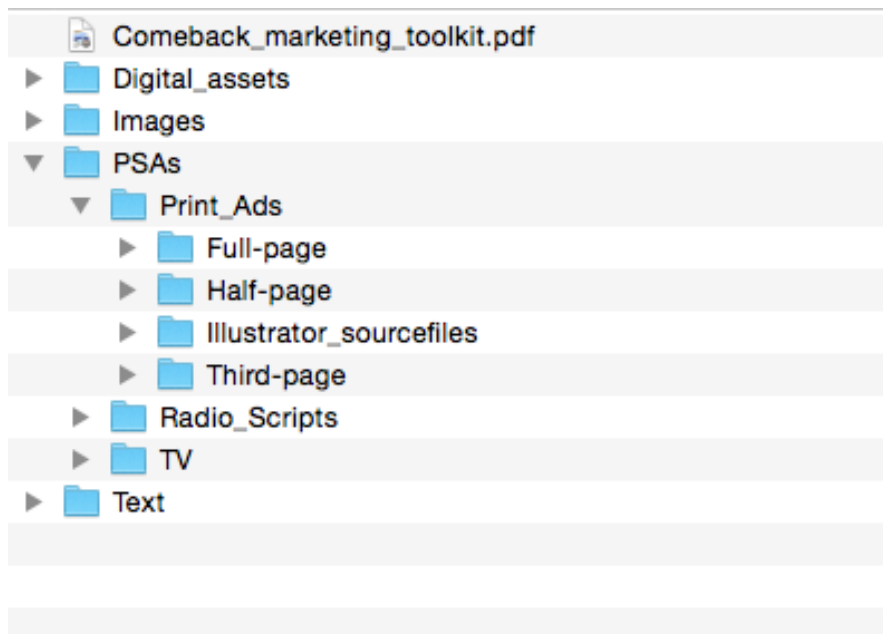 Comeback_marketing_toolkit.pdf
Digital_assets
Images
PSAs
Print_Ads
Full-page
Half-page
Illustrator_sourcefiles
Third-page
Radio_Scripts
TV
Text